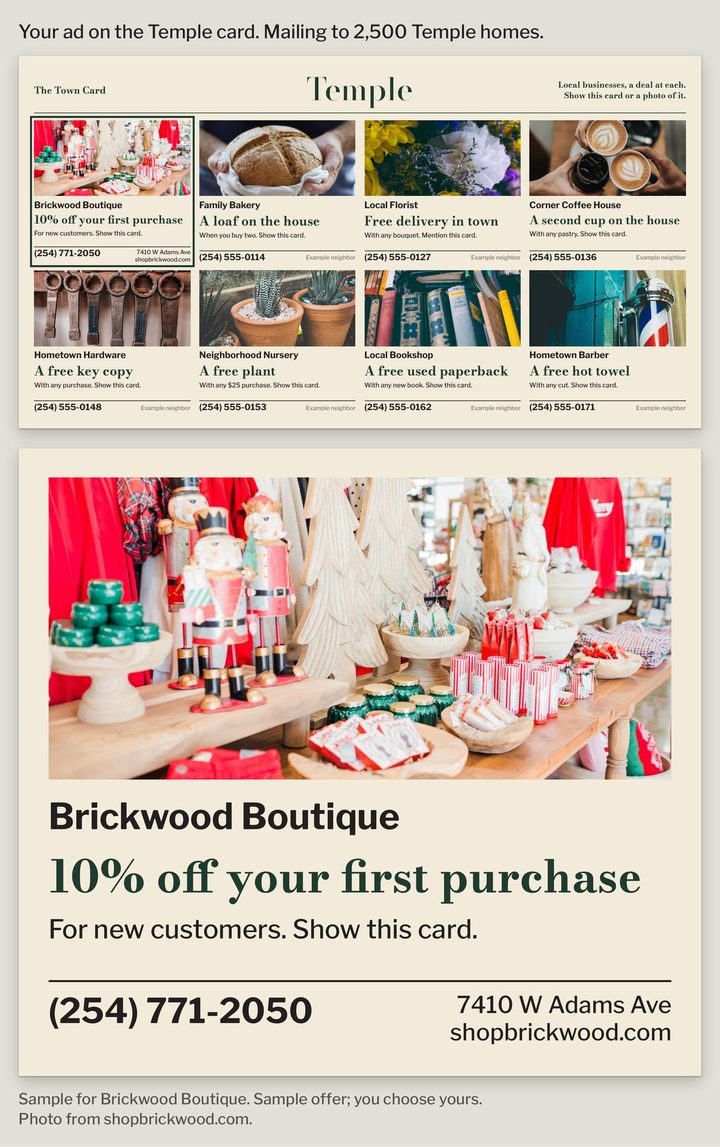 Your ad on the Temple card. Mailing to 2,500 Temple homes.
The Town Card
Temple
Local businesses, a deal at each.
Show this card or a photo of it.
Brickwood Boutique
10% off your first purchase
For new customers. Show this card.
(254) 771-2050
7410 W Adams Ave
shopbrickwood.com
Family Bakery
A loaf on the house
When you buy two. Show this card.
(254) 555-0114
Example neighbor
Local Florist
Free delivery in town
With any bouquet. Mention this card.
(254) 555-0127
Example neighbor
Corner Coffee House
A second cup on the house
With any pastry. Show this card.
(254) 555-0136
Example neighbor
Hometown Hardware
A free key copy
With any purchase. Show this card.
(254) 555-0148
Example neighbor
Neighborhood Nursery
A free plant
With any $25 purchase. Show this card.
(254) 555-0153
Example neighbor
Local Bookshop
A free used paperback
With any new book. Show this card.
(254) 555-0162
Example neighbor
Hometown Barber
A free hot towel
With any cut. Show this card.
(254) 555-0171
Example neighbor
Brickwood Boutique
10% off your first purchase
For new customers. Show this card.
(254) 771-2050
7410 W Adams Ave
shopbrickwood.com
Sample for Brickwood Boutique. Sample offer; you choose yours.
Photo from shopbrickwood.com.